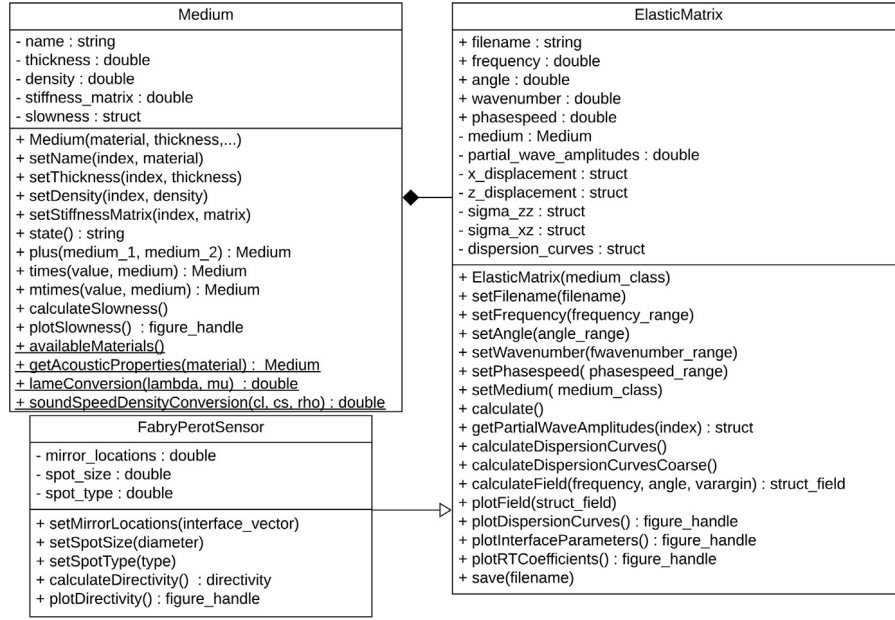 Medium
- name : string
- thickness : double
- density : double
- stiffness_matrix : double
- slowness : struct
+ Medium(material, thickness,...)
+ setName(index, material)
+ setThickness(index, thickness)
+ setDensity(index, density)
+ setStiffnessMatrix(index, matrix)
+ state() : string
+ plus(medium_1, medium_2) : Medium
+ times(value, medium) : Medium
+ mtimes(value, medium) : Medium
+ calculateSlowness()
+ plotSlowness() : figure_handle
+ availableMaterials()
+ getAcousticProperties(material) : Medium
+ lameConversion(lambda, mu) : double
+ soundSpeedDensityConversion(cl, cs, rho) : double
FabryPerotSensor
- mirror_locations : double
- spot_size : double
- spot_type : double
+ setMirrorLocations(interface_vector)
+ setSpotSize(diameter)
+ setSpotType(type)
+ calculateDirectivity() : directivity
+ plotDirectivity() : figure_handle
ElasticMatrix
+ filename : string
+ frequency : double
+ angle : double
+ wavenumber : double
+ phasespeed : double
- medium : Medium
- partial_wave_amplitudes : double
- x_displacement : struct
- z_displacement : struct
- sigma_zz : struct
- sigma_xz : struct
- dispersion_curves : struct
+ ElasticMatrix(medium_class)
+ setFilename(filename)
+ setFrequency(frequency_range)
+ setAngle(angle_range)
+ setWavenumber(fwavenumber_range)
+ setPhasespeed( phasespeed_range)
+ setMedium( medium_class)
+ calculate()
+ getPartialWaveAmplitudes(index) : struct
+ calculateDispersionCurves()
+ calculateDispersionCurvesCoarse()
+ calculateField(frequency, angle, varargin) : struct_field
+ plotField(struct_field)
+ plotDispersionCurves() : figure_handle
+ plotInterfaceParameters() : figure_handle
+ plotRTCoefficients() : figure_handle
+ save(filename)